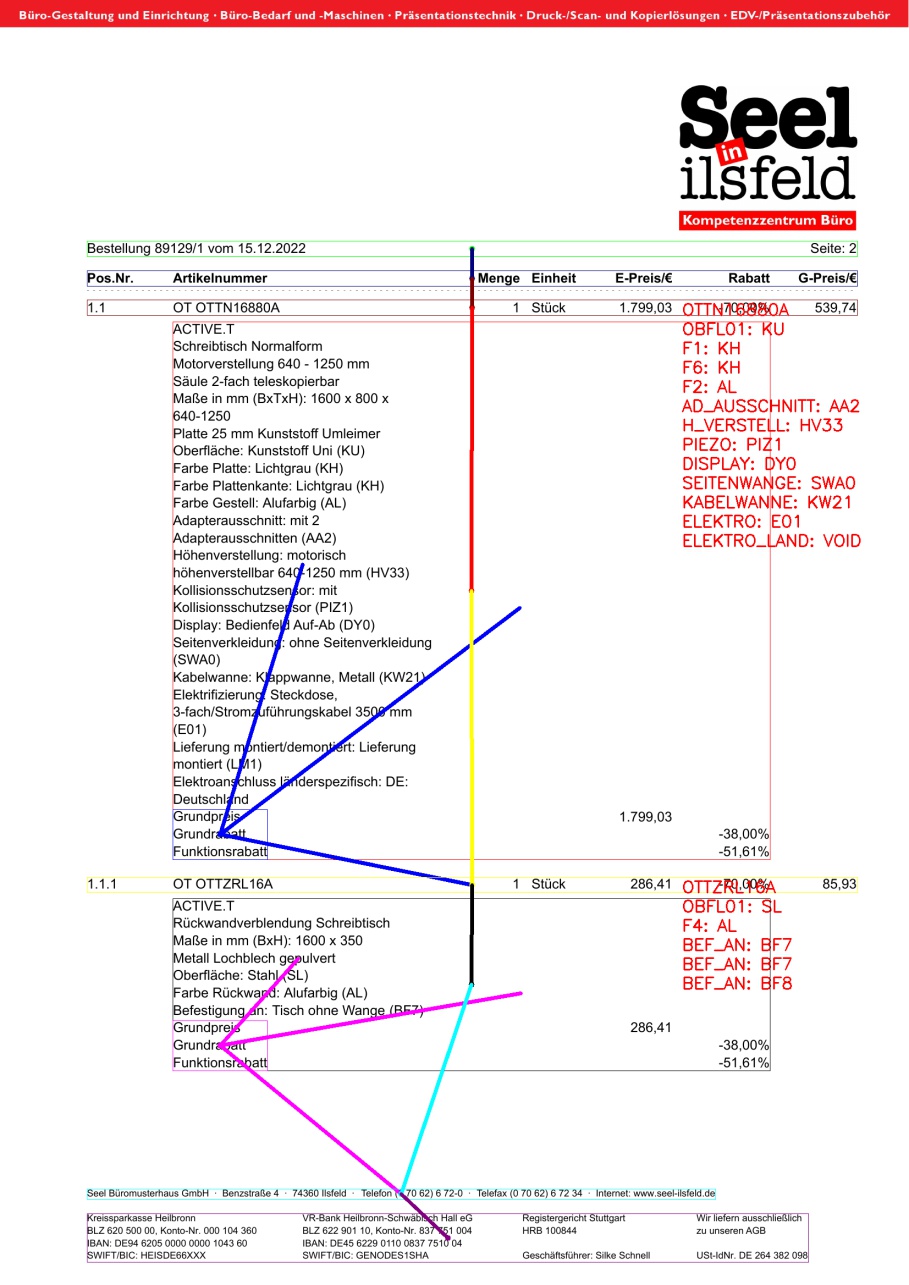 Büro-Gestaltung und Einrichtung · Büro-Bedarf und -Maschinen · Präsentationstechnik · Druck-/Scan- und Kopierlösungen · EDV-/Präsentationszubehör
Seel
in
ilsfeld
Kompetenzzentrum Büro
Bestellung 89129/1 vom 15.12.2022 Seite: 2
Pos.Nr. Artikelnummer Menge Einheit E-Preis/€ Rabatt G-Preis/€
1.1 OT OTTN16880A 1 Stück 1.799,03 -70,00% 539,74
OTTN16880A
ACTIVE.T
OBFL01: KU
Schreibtisch Normalform
F1: KH
Motorverstellung 640 - 1250 mm
F6: KH
Säule 2-fach teleskopierbar
F2: AL
Maße in mm (BxTxH): 1600 x 800 x
AD_AUSSCHNITT: AA2
640-1250
H_VERSTELL: HV33
Platte 25 mm Kunststoff Umleimer
PIEZO: PIZ1
Oberfläche: Kunststoff Uni (KU)
DISPLAY: DY0
Farbe Platte: Lichtgrau (KH)
SEITENWANGE: SWA0
Farbe Plattenkante: Lichtgrau (KH)
KABELWANNE: KW21
Farbe Gestell: Alufarbig (AL)
ELEKTRO: E01
Adapterausschnitt: mit 2
ELEKTRO_LAND: VOID
Adapterausschnitten (AA2)
Höhenverstellung: motorisch
höhenverstellbar 640-1250 mm (HV33)
Kollisionsschutzsensor: mit
Kollisionsschutzsensor (PIZ1)
Display: Bedienfeld Auf-Ab (DY0)
Seitenverkleidung: ohne Seitenverkleidung
(SWA0)
Kabelwanne: Klappwanne, Metall (KW21)
Elektrifizierung: Steckdose,
3-fach/Stromzuführungskabel 3500 mm
(E01)
Lieferung montiert/demontiert: Lieferung
montiert (LM1)
Elektroanschluss länderspezifisch: DE:
Deutschland
Grundpreis 1.799,03
Grundrabatt -38,00%
Funktionsrabatt -51,61%
1.1.1 OT OTTZRL16A 1 Stück 286,41 -70,00% 85,93
OTTZRL16A
ACTIVE.T
OBFL01: SL
Rückwandverblendung Schreibtisch
F4: AL
Maße in mm (BxH): 1600 x 350
BEF_AN: BF7
Metall Lochblech gepulvert
BEF_AN: BF7
Oberfläche: Stahl (SL)
BEF_AN: BF8
Farbe Rückwand: Alufarbig (AL)
Befestigung an: Tisch ohne Wange (BF7)
Grundpreis 286,41
Grundrabatt -38,00%
Funktionsrabatt -51,61%
Seel Büromusterhaus GmbH · Benzstraße 4 · 74360 Ilsfeld · Telefon (0 70 62) 6 72-0 · Telefax (0 70 62) 6 72 34 · Internet: www.seel-ilsfeld.de
Kreissparkasse Heilbronn VR-Bank Heilbronn-Schwäbisch Hall eG Registergericht Stuttgart Wir liefern ausschließlich
BLZ 620 500 00, Konto-Nr. 000 104 360 BLZ 622 901 10, Konto-Nr. 837 751 004 HRB 100844 zu unseren AGB
IBAN: DE94 6205 0000 0000 1043 60 IBAN: DE45 6229 0110 0837 7510 04
SWIFT/BIC: HEISDE66XXX SWIFT/BIC: GENODES1SHA Geschäftsführer: Silke Schnell USt-IdNr. DE 264 382 098